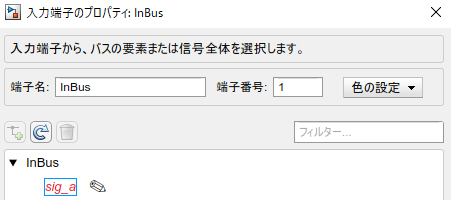 入力端子のプロパティ: InBus
入力端子から、バスの要素または信号全体を選択します。
端子名: InBus 端子番号: 1 色の設定
フィルター...
InBus
sig_a